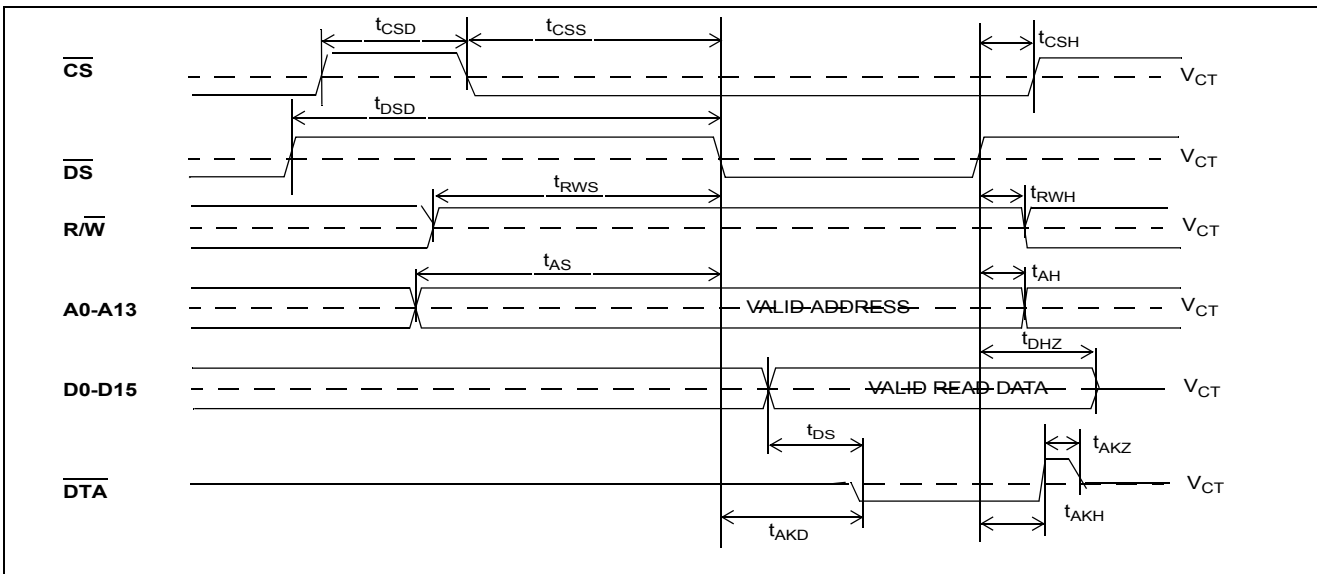 tCSD
tCSS
tCSH
CS
VCT
tDSD
DS
VCT
tRWS
tRWH
R/W
VCT
tAS
tAH
A0-A13
VALID ADDRESS
VCT
tDHZ
D0-D15
VALID READ DATA
VCT
tDS
tAKZ
DTA
VCT
tAKD
tAKH